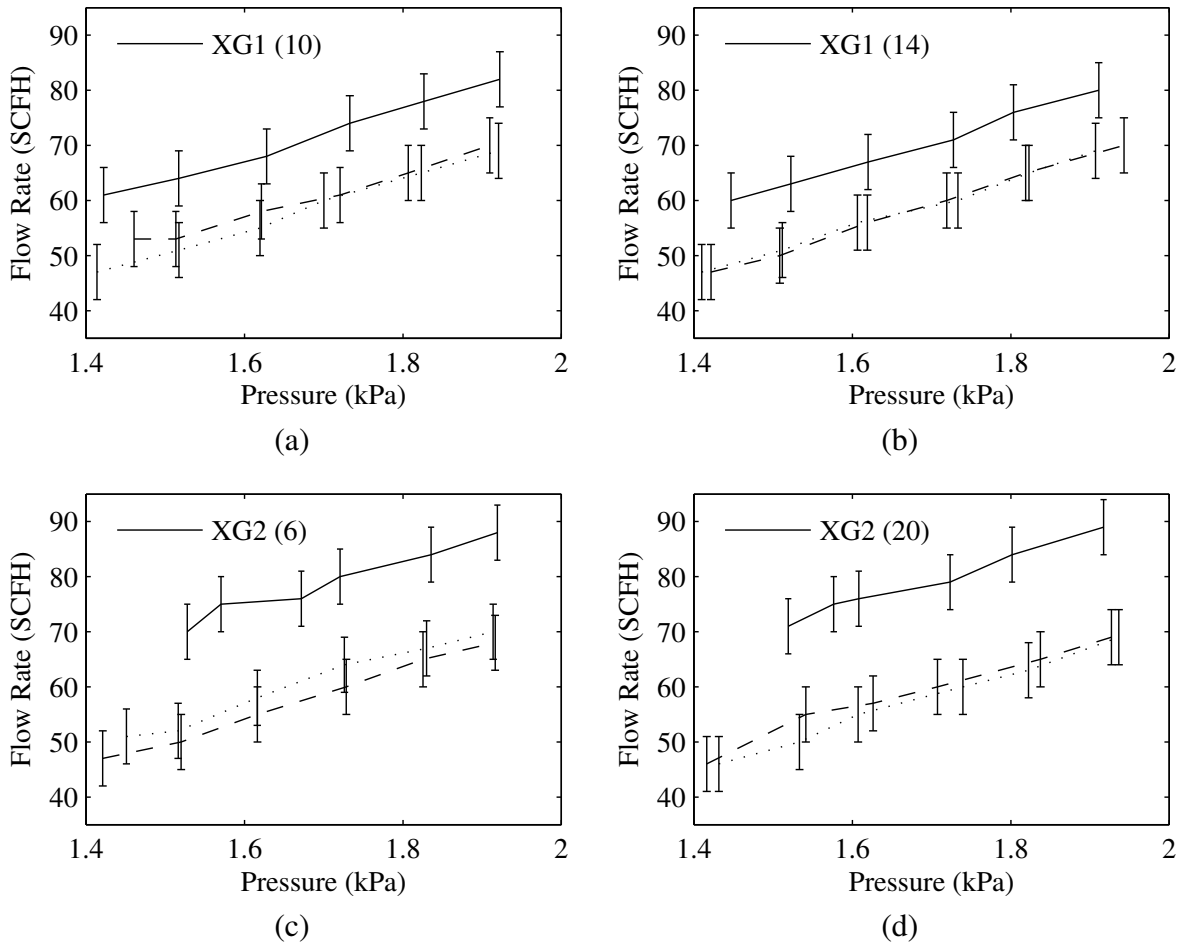 XG1 (10)
90
80
70
60
50
40
Flow Rate (SCFH)
1.4 1.6 1.8 2
Pressure (kPa)
(a)
XG1 (14)
90
80
70
60
50
40
Flow Rate (SCFH)
1.4 1.6 1.8 2
Pressure (kPa)
(b)
XG2 (6)
90
80
70
60
50
40
Flow Rate (SCFH)
1.4 1.6 1.8 2
Pressure (kPa)
(c)
XG2 (20)
90
80
70
60
50
40
Flow Rate (SCFH)
1.4 1.6 1.8 2
Pressure (kPa)
(d)